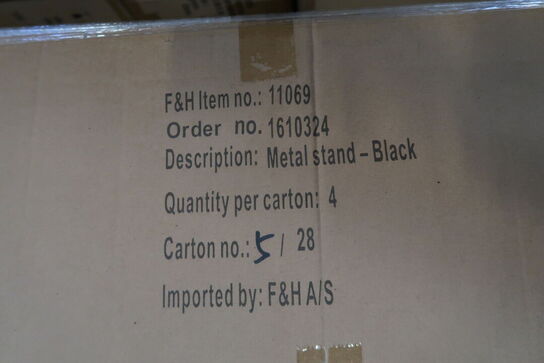 F&H Item no.: 11069
Order no. 1610324
Description: Metal stand – Black
Quantity per carton: 4
Carton no.: 5 / 28
Imported by: F&H A/S